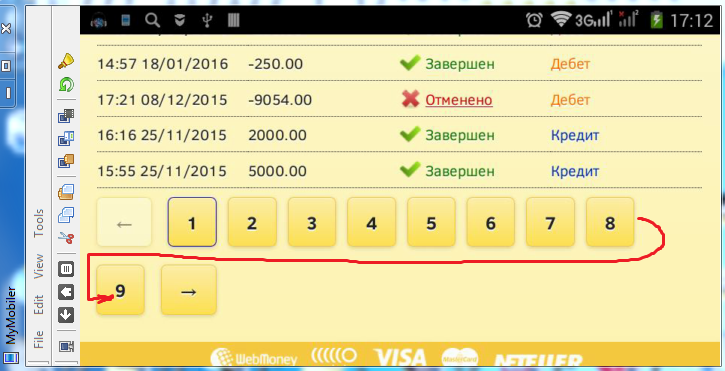 3G 17:12
14:57 18/01/2016 -250.00 Завершен Дебет
17:21 08/12/2015 -9054.00 Отменено Дебет
16:16 25/11/2015 2000.00 Завершен Кредит
15:55 25/11/2015 5000.00 Завершен Кредит
← 1 2 3 4 5 6 7 8
9 →
WebMoney VISA MasterCard NETELLER
MyMobiler
File Edit View Tools